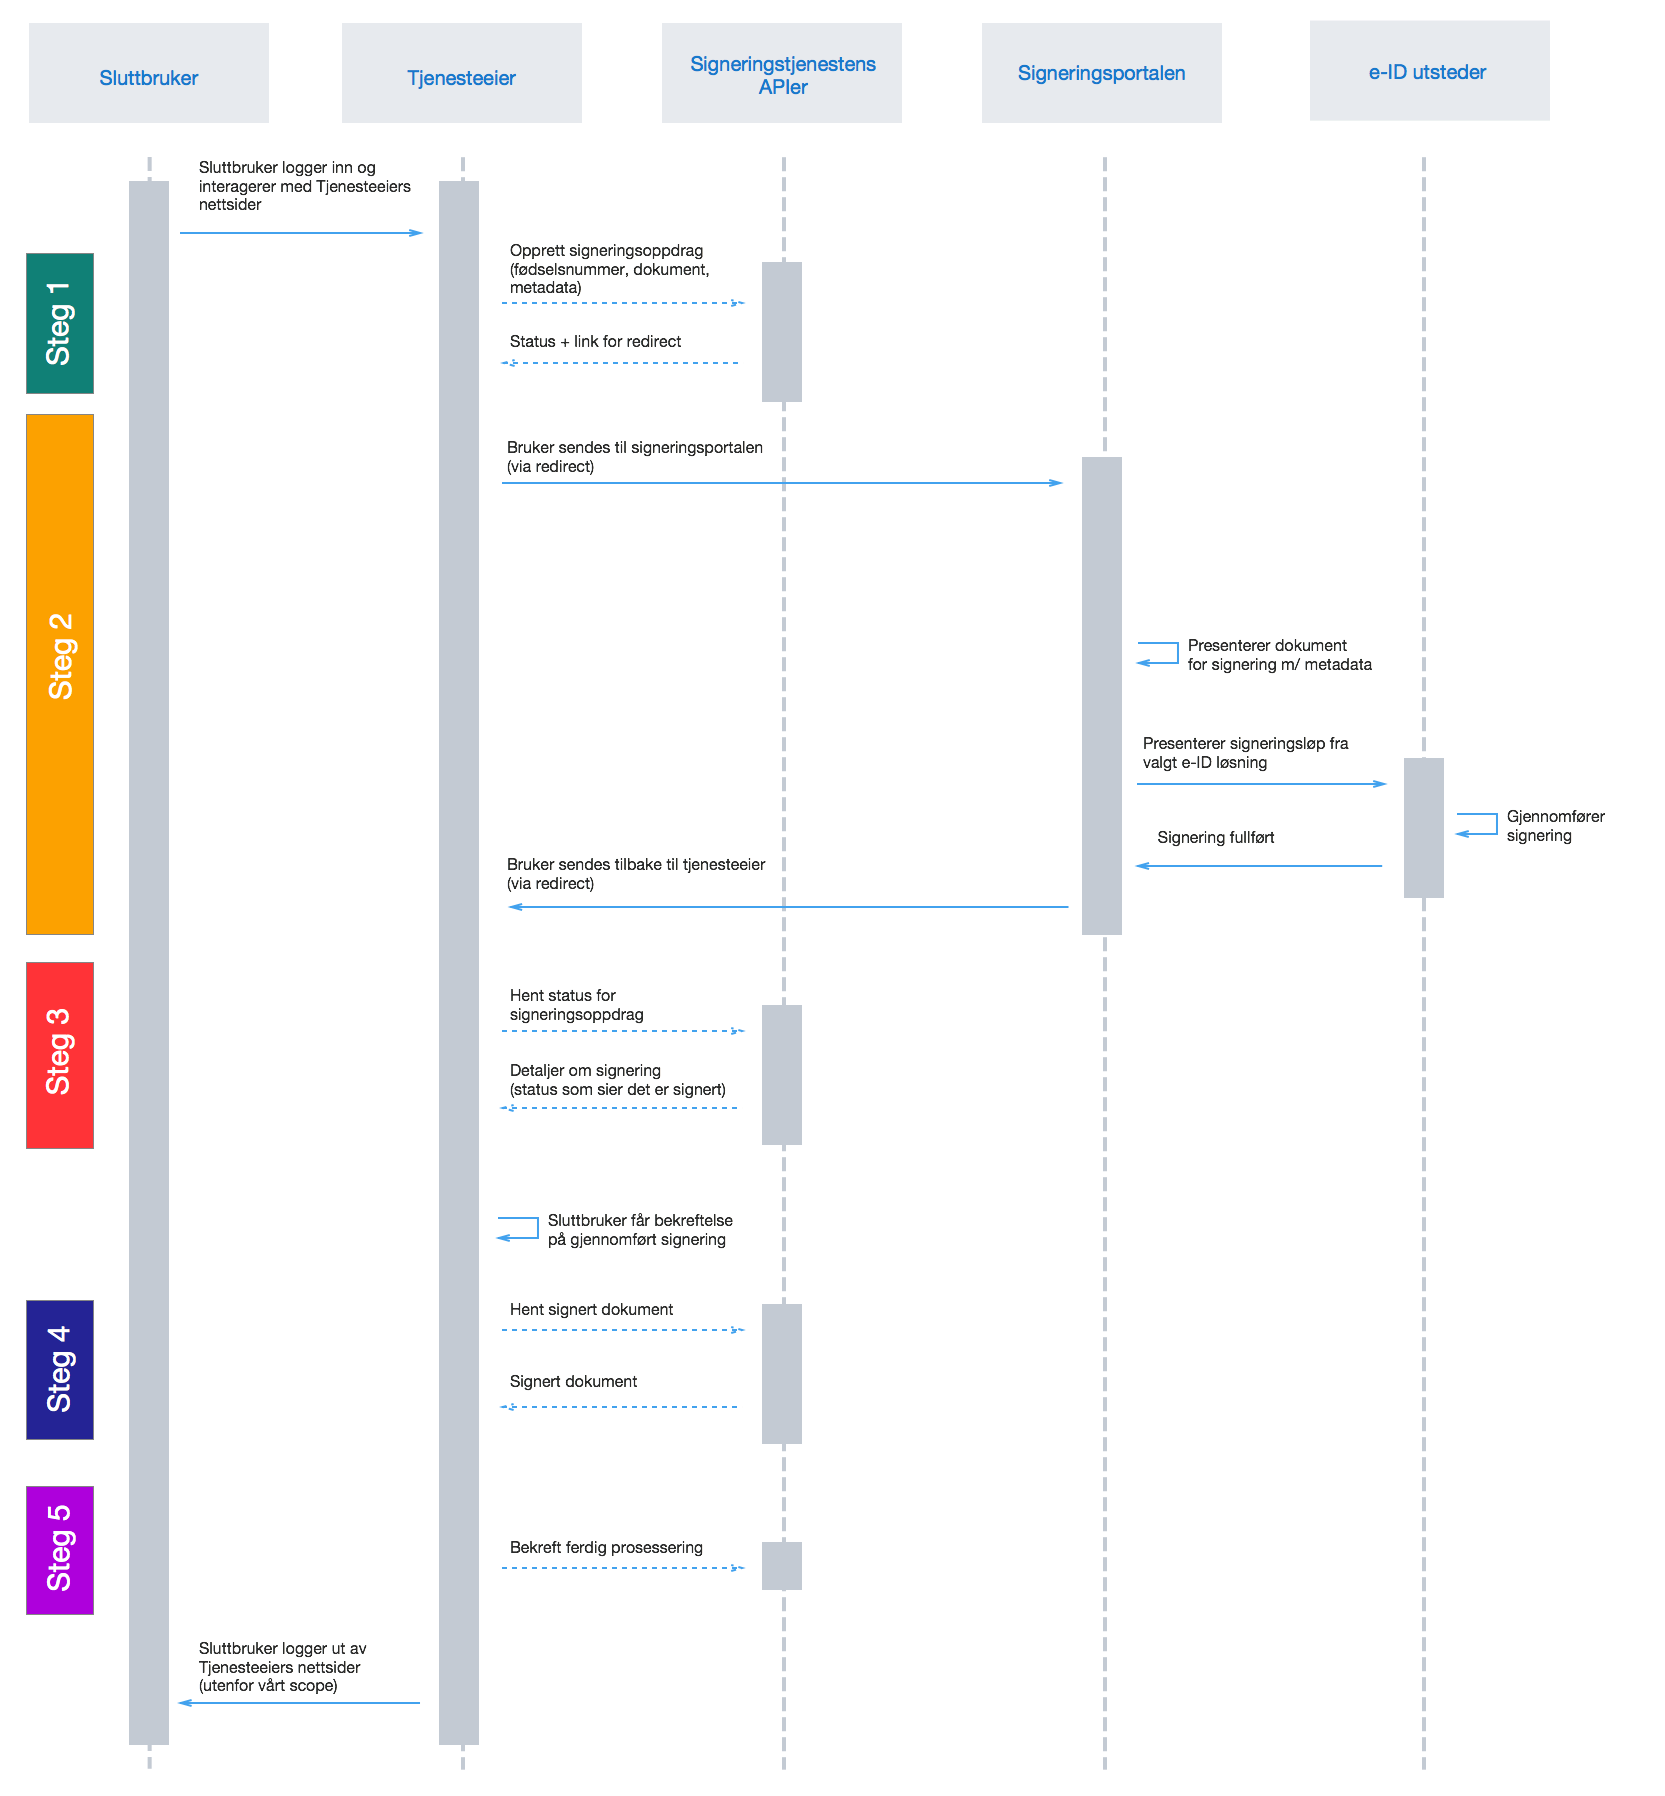 Sluttbruker
Tjenesteeier
Signeringstjenestens
APIer
Signeringsportalen
e-ID utsteder
Sluttbruker logger inn og
interagerer med Tjenesteeiers
nettsider
Steg 1
Opprett signeringsoppdrag
(fødselsnummer, dokument,
metadata)
Status + link for redirect
Steg 2
Bruker sendes til signeringsportalen
(via redirect)
Presenterer dokument
for signering m/ metadata
Presenterer signeringsløp fra
valgt e-ID løsning
Gjennomfører
signering
Signering fullført
Bruker sendes tilbake til tjenesteeier
(via redirect)
Steg 3
Hent status for
signeringsoppdrag
Detaljer om signering
(status som sier det er signert)
Sluttbruker får bekreftelse
på gjennomført signering
Steg 4
Hent signert dokument
Signert dokument
Steg 5
Bekreft ferdig prosessering
Sluttbruker logger ut av
Tjenesteeiers nettsider
(utenfor vårt scope)